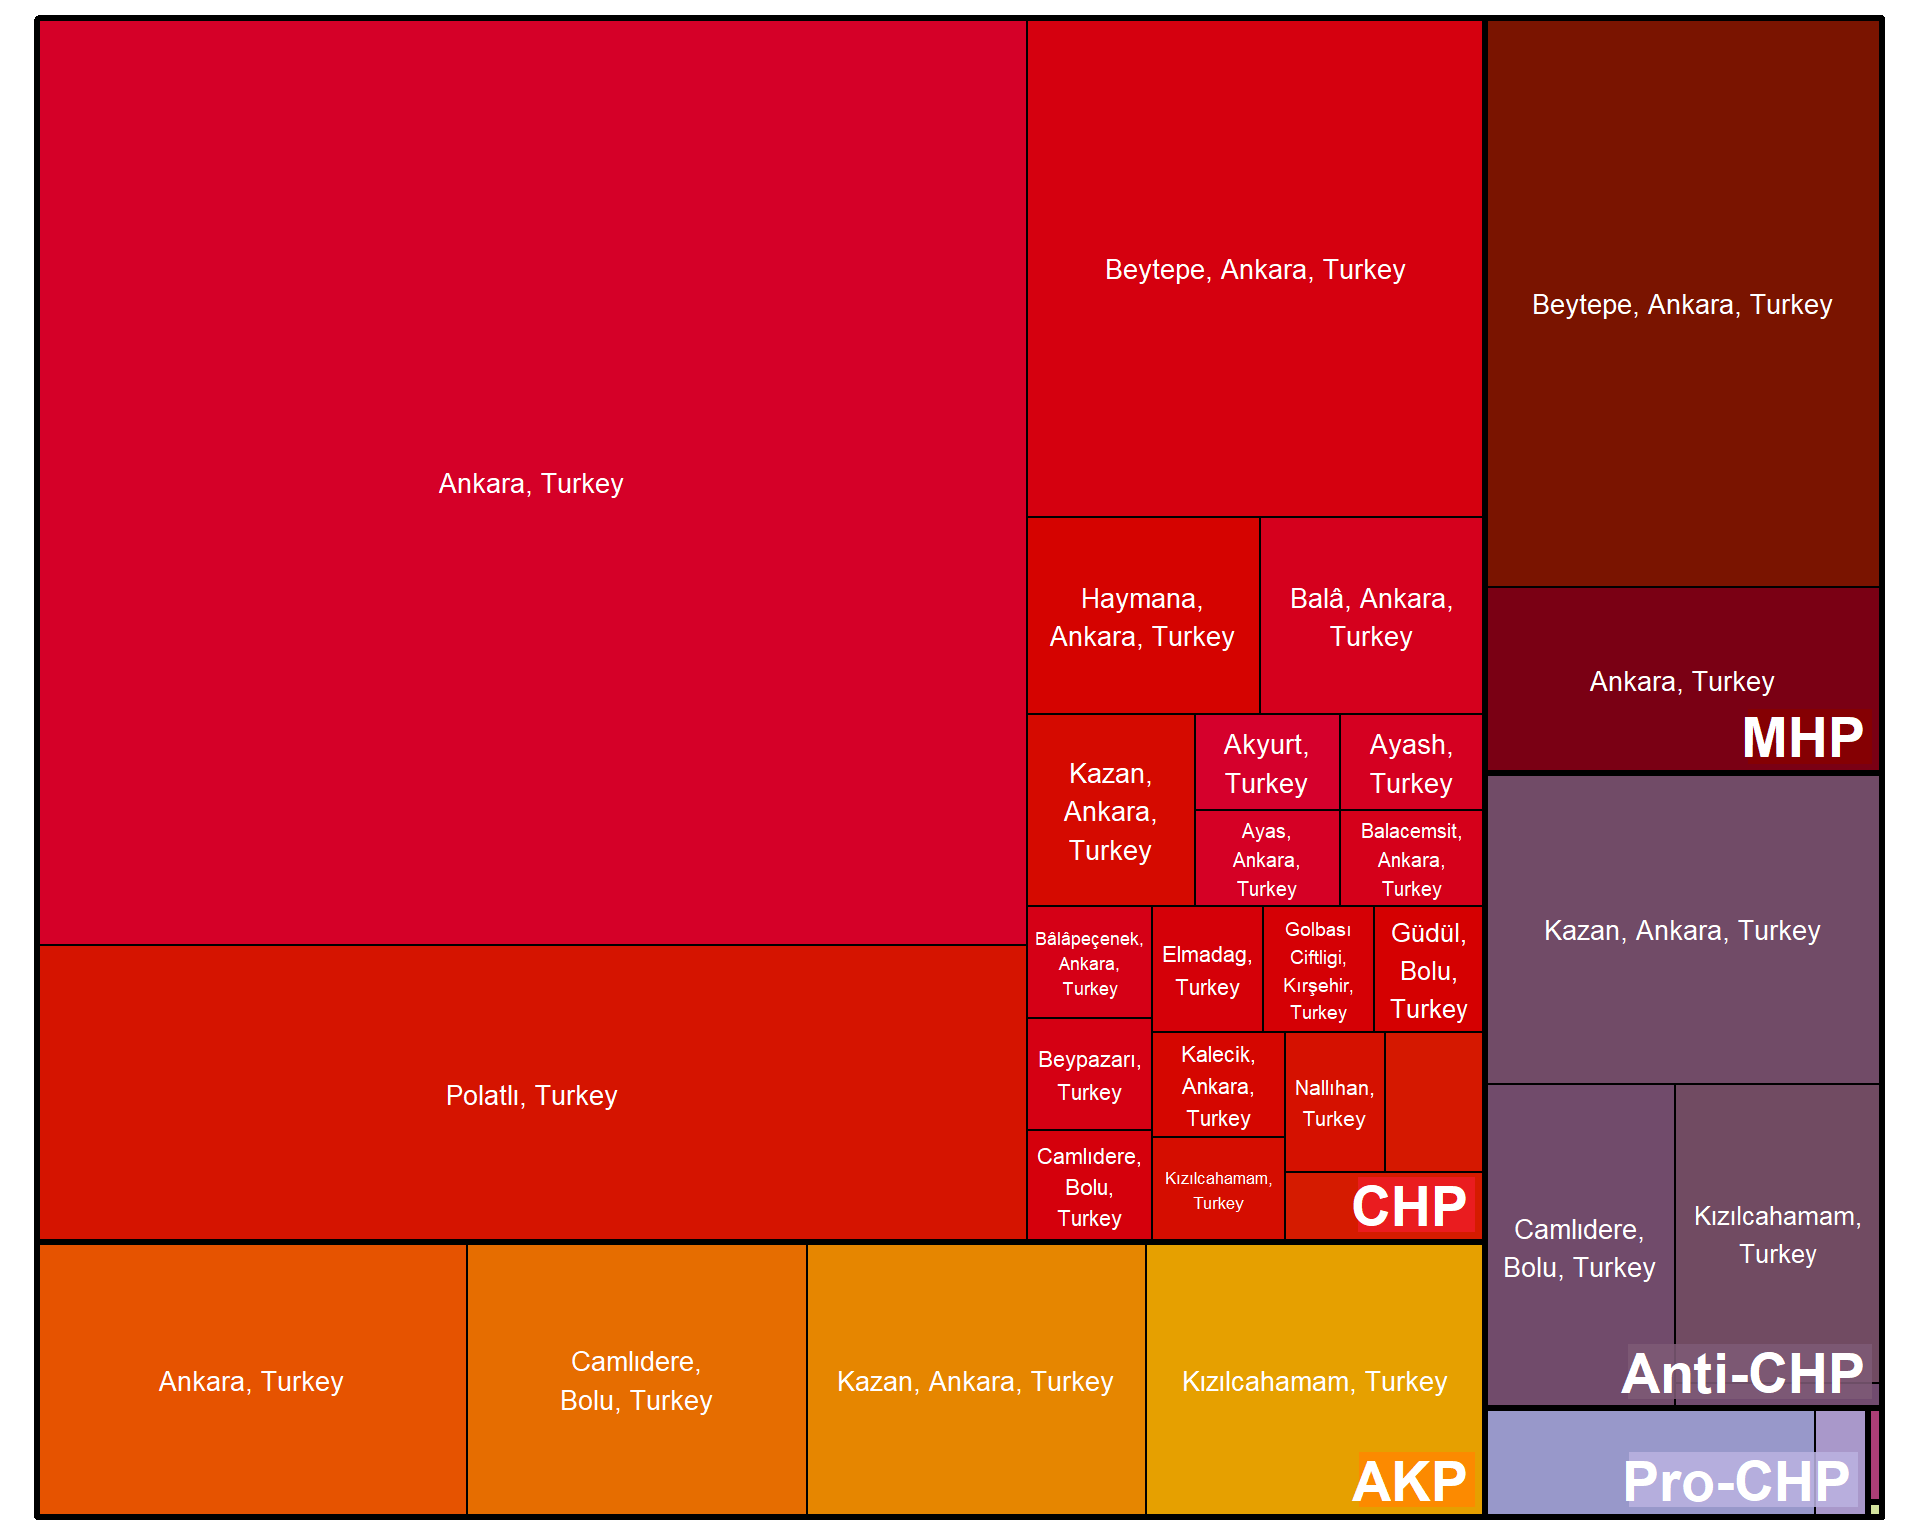 Ankara, Turkey
Polatlı, Turkey
Beytepe, Ankara, Turkey
Haymana,
Ankara, Turkey
Balâ, Ankara,
Turkey
Kazan,
Ankara,
Turkey
Akyurt,
Turkey
Ayash,
Turkey
Ayas,
Ankara,
Turkey
Balacemsit,
Ankara,
Turkey
Bâlâpeçenek,
Ankara,
Turkey
Beypazarı,
Turkey
Camlıdere,
Bolu,
Turkey
Elmadag,
Turkey
Golbası
Ciftligi,
Kırşehir,
Turkey
Güdül,
Bolu,
Turkey
Kalecik,
Ankara,
Turkey
Kızılcahamam,
Turkey
Nallıhan,
Turkey
CHP
Ankara, Turkey
Camlıdere,
Bolu, Turkey
Kazan, Ankara, Turkey
Kızılcahamam, Turkey
AKP
Beytepe, Ankara, Turkey
Ankara, Turkey
MHP
Kazan, Ankara, Turkey
Camlıdere,
Bolu, Turkey
Kızılcahamam,
Turkey
Anti-CHP
Pro-CHP